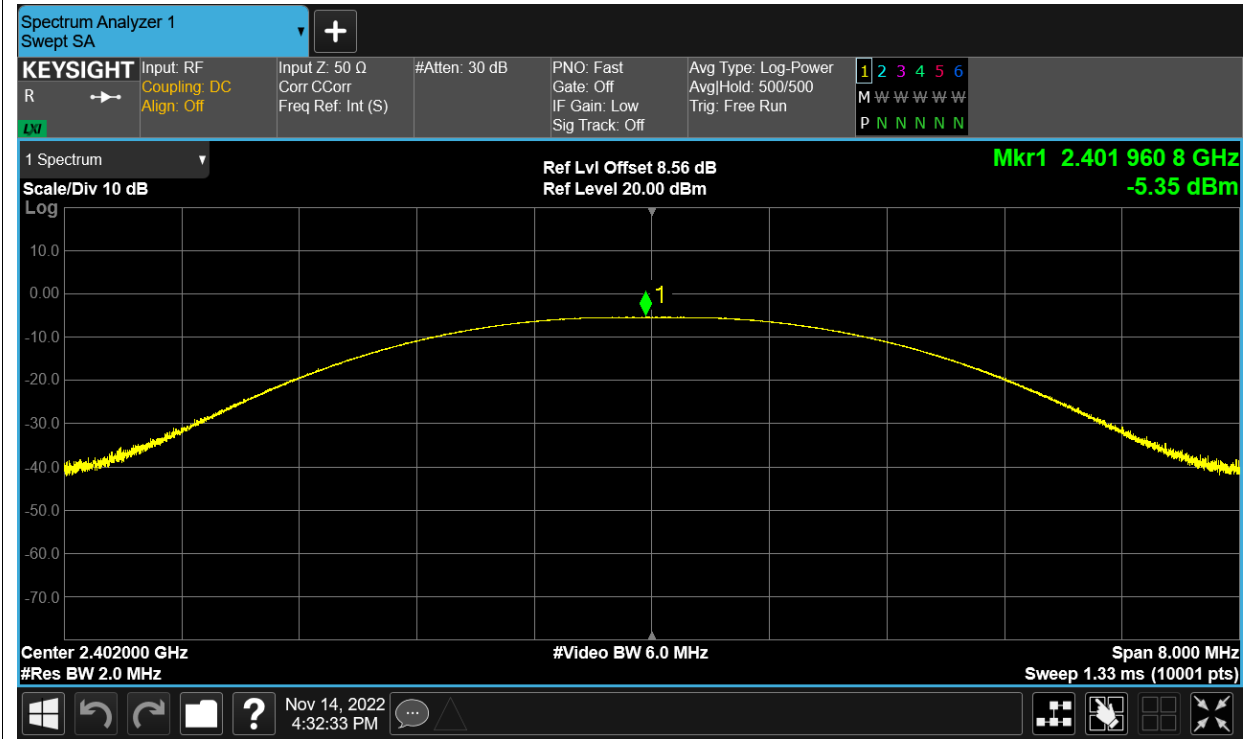 Spectrum Analyzer 1
Swept SA
KEYSIGHT
R
LXI
Input: RF
Coupling: DC
Align: Off
Input Z: 50 Ω
Corr CCorr
Freq Ref: Int (S)
#Atten: 30 dB
PNO: Fast
Gate: Off
IF Gain: Low
Sig Track: Off
Avg Type: Log-Power
Avg|Hold: 500/500
Trig: Free Run
1 2 3 4 5 6
M W W W W W
P N N N N N
1 Spectrum
Scale/Div 10 dB
Ref Lvl Offset 8.56 dB
Ref Level 20.00 dBm
Mkr1 2.401 960 8 GHz
-5.35 dBm
Log
10.0
0.00
1
-10.0
-20.0
-30.0
-40.0
-50.0
-60.0
-70.0
Center 2.402000 GHz
#Video BW 6.0 MHz
Span 8.000 MHz
#Res BW 2.0 MHz
Sweep 1.33 ms (10001 pts)
?
Nov 14, 2022
4:32:33 PM